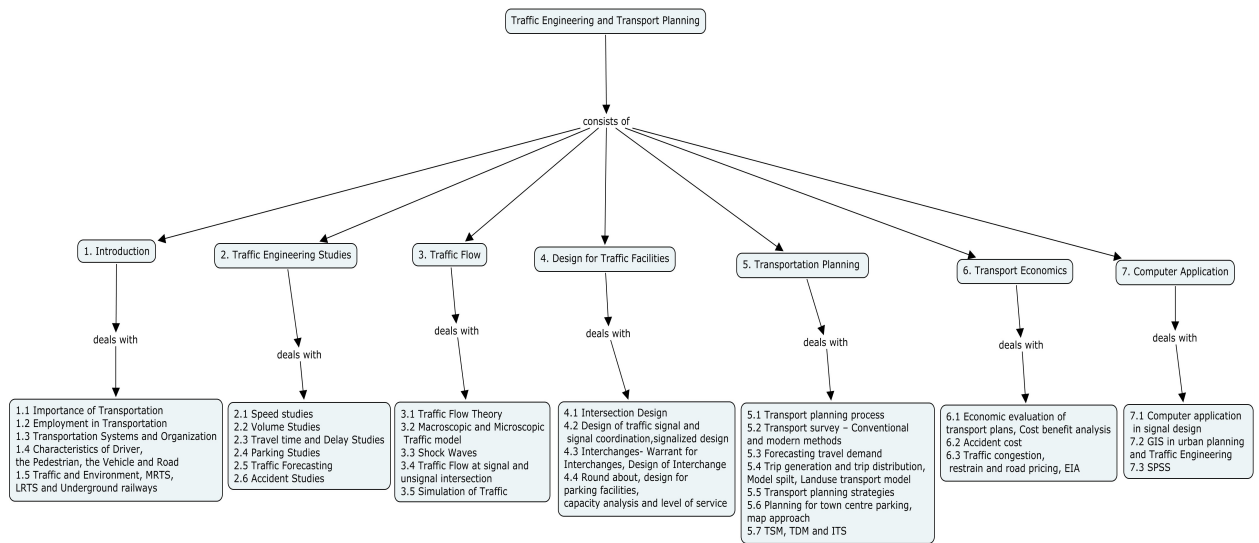 Traffic Engineering and Transport Planning
consists of
1. Introduction
2. Traffic Engineering Studies
3. Traffic Flow
4. Design for Traffic Facilities
5. Transportation Planning
6. Transport Economics
7. Computer Application
deals with
deals with
deals with
deals with
deals with
deals with
deals with
1.1 Importance of Transportation
1.2 Employment in Transportation
1.3 Transportation Systems and Organization
1.4 Characteristics of Driver,
the Pedestrian, the Vehicle and Road
1.5 Traffic and Environment, MRTS,
LRTS and Underground railways
2.1 Speed studies
2.2 Volume Studies
2.3 Travel time and Delay Studies
2.4 Parking Studies
2.5 Traffic Forecasting
2.6 Accident Studies
3.1 Traffic Flow Theory
3.2 Macroscopic and Microscopic
Traffic model
3.3 Shock Waves
3.4 Traffic Flow at signal and
unsignal intersection
3.5 Simulation of Traffic
4.1 Intersection Design
4.2 Design of traffic signal and
signal coordination,signalized design
4.3 Interchanges- Warrant for
Interchanges, Design of Interchange
4.4 Round about, design for
parking facilities,
capacity analysis and level of service
5.1 Transport planning process
5.2 Transport survey – Conventional
and modern methods
5.3 Forecasting travel demand
5.4 Trip generation and trip distribution,
Model spilt, Landuse transport model
5.5 Transport planning strategies
5.6 Planning for town centre parking,
map approach
5.7 TSM, TDM and ITS
6.1 Economic evaluation of
transport plans, Cost benefit analysis
6.2 Accident cost
6.3 Traffic congestion,
restrain and road pricing, EIA
7.1 Computer application
in signal design
7.2 GIS in urban planning
and Traffic Engineering
7.3 SPSS